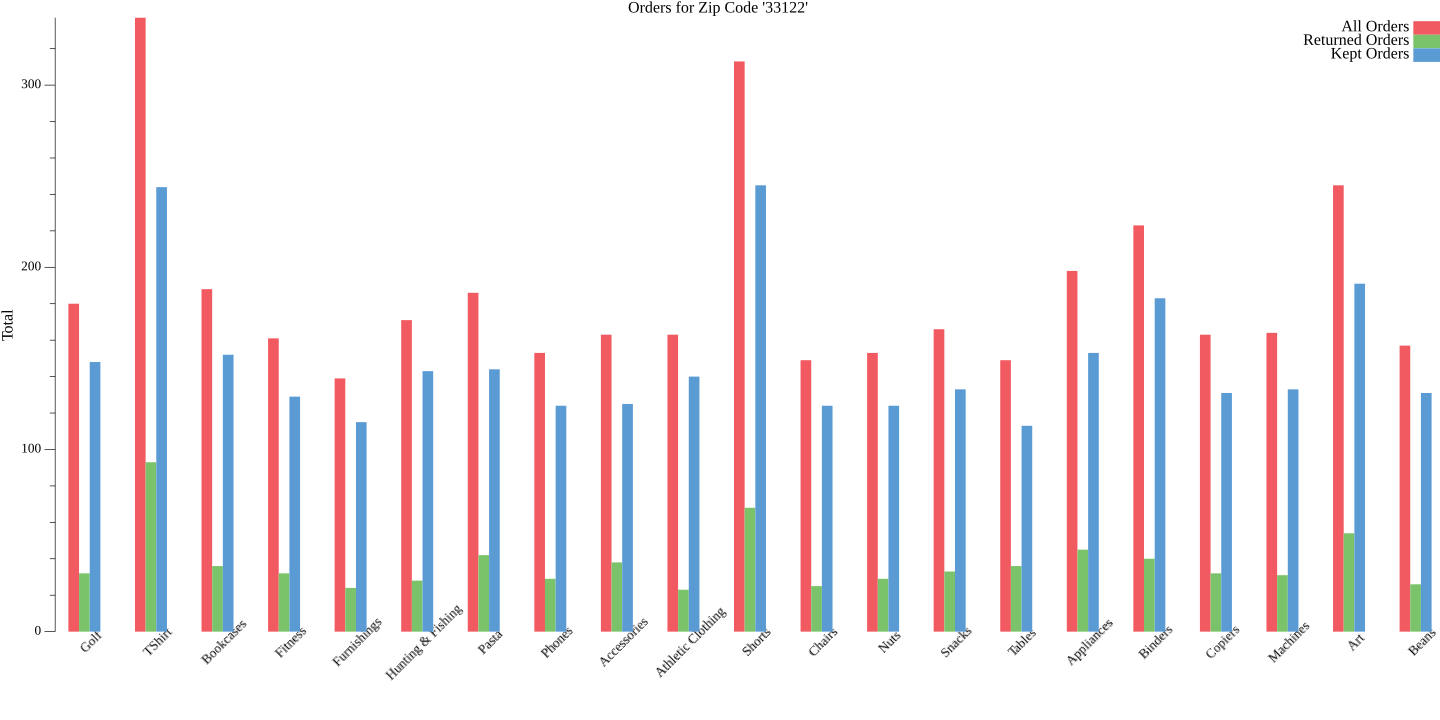 Orders for Zip Code '33122'
All Orders
Returned Orders
Kept Orders
Total
300
200
100
0
Golf
TShirt
Bookcases
Fitness
Furnishings
Hunting & Fishing
Pasta
Phones
Accessories
Athletic Clothing
Shorts
Chairs
Nuts
Snacks
Tables
Appliances
Binders
Copiers
Machines
Art
Beans